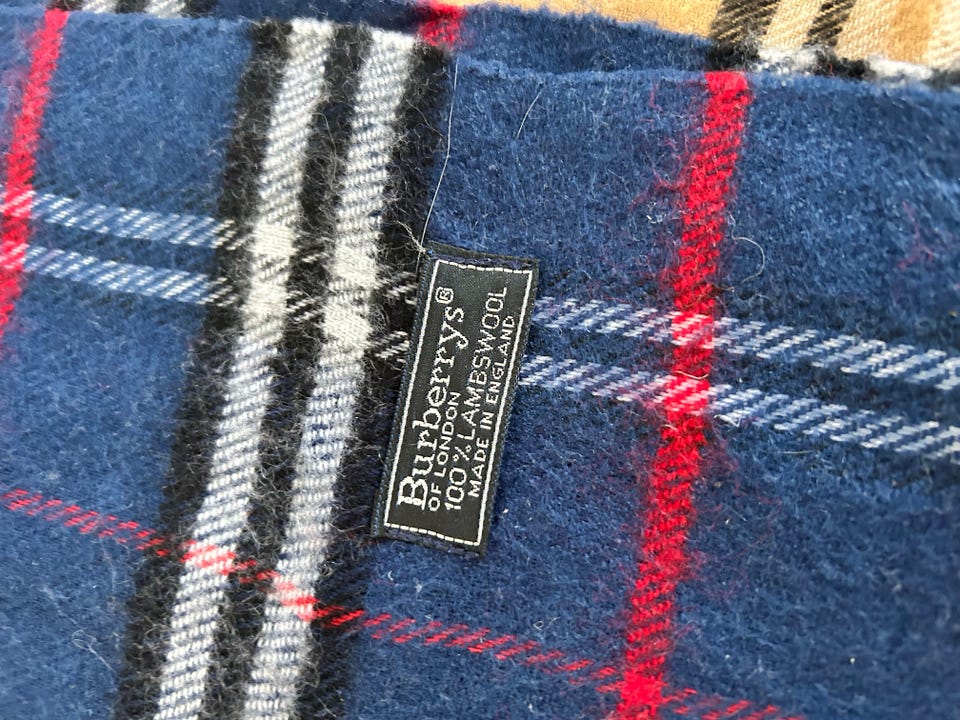 Burberrys®
OF LONDON
100% LAMBSWOOL
MADE IN ENGLAND